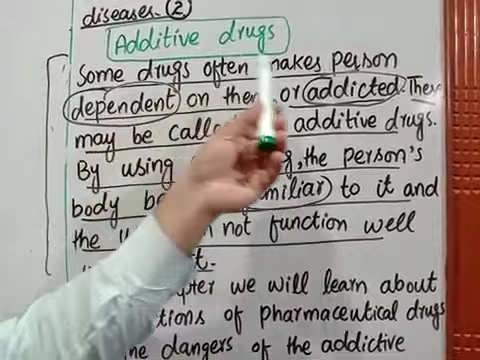 diseases. (2)
Additive drugs
Some drugs often makes person
dependent on them, or addicted. These
may be called additive drugs.
By using the person's
body familiar to it and
the not function well
it.
we will learn about
of pharmaceutical drugs
dangers of the addictive